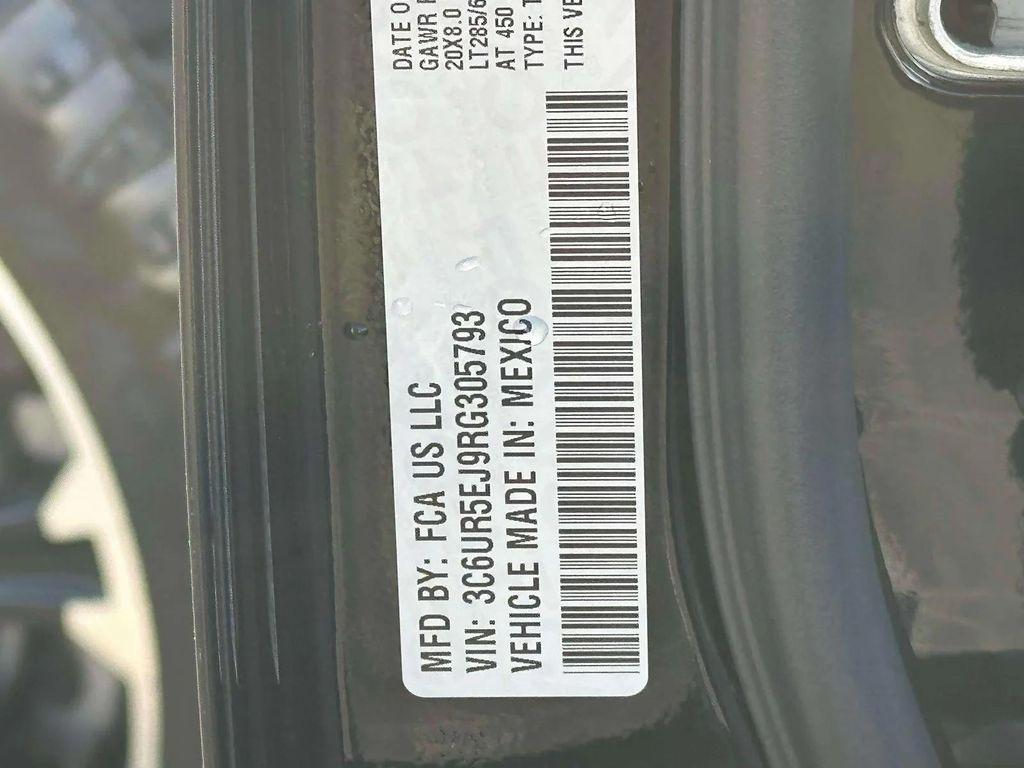 MFD BY: FCA US LLC
VIN: 3C6UR5EJ9RG305793
VEHICLE MADE IN: MEXICO
DATE O
GAWR
20X8.0
LT285/6
AT 450
TYPE: T
THIS VE